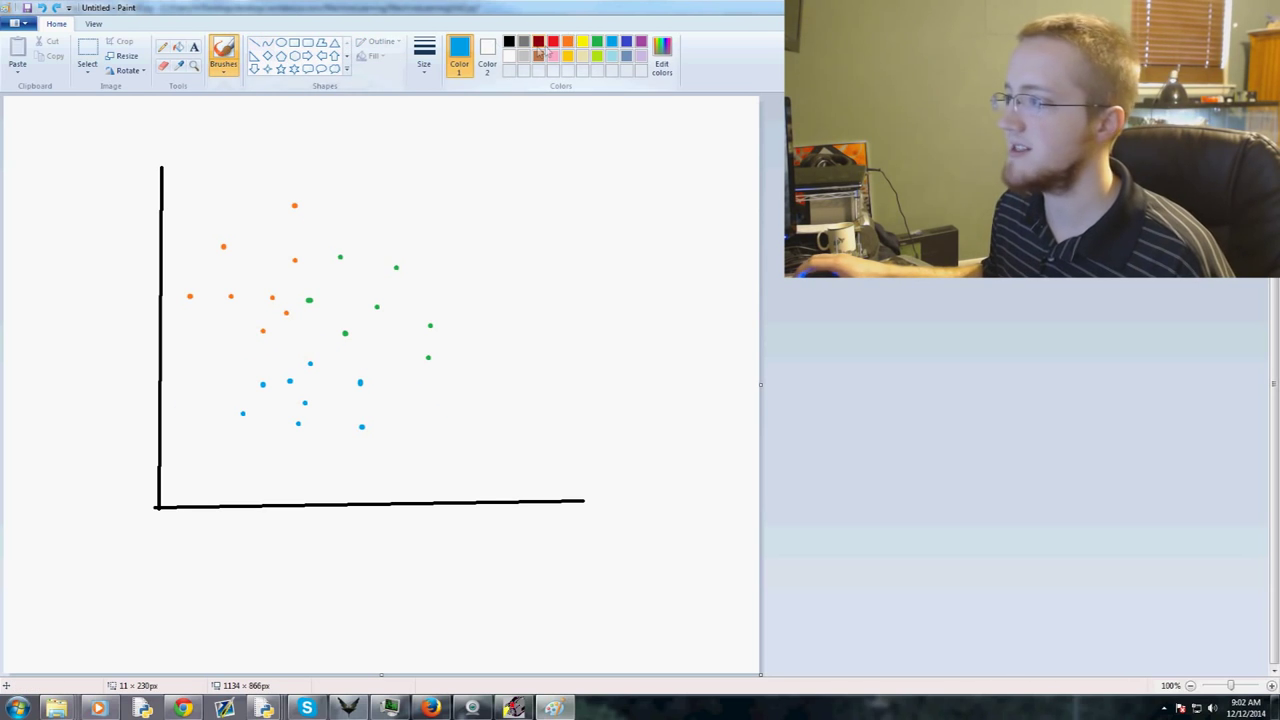 Untitled - Paint
Home
View
Cut
Copy
Paste
Clipboard
Crop
Resize
Rotate
Select
Image
A
Tools
Brushes
Outline
Fill
Shapes
Size
Color 1
Color 2
Edit colors
Colors
11 × 230px
1134 × 866px
100%
9:02 AM
12/12/2014